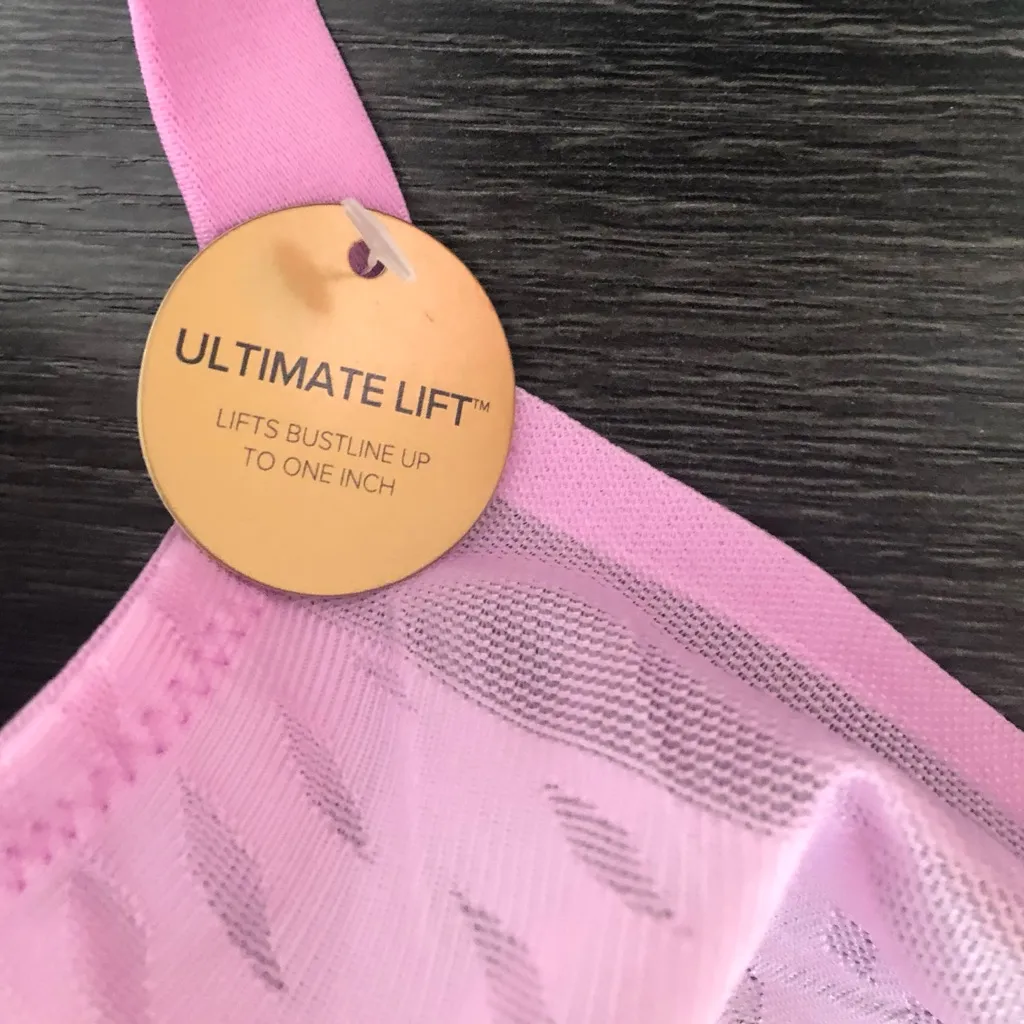 ULTIMATE LIFT™
LIFTS BUSTLINE UP
TO ONE INCH